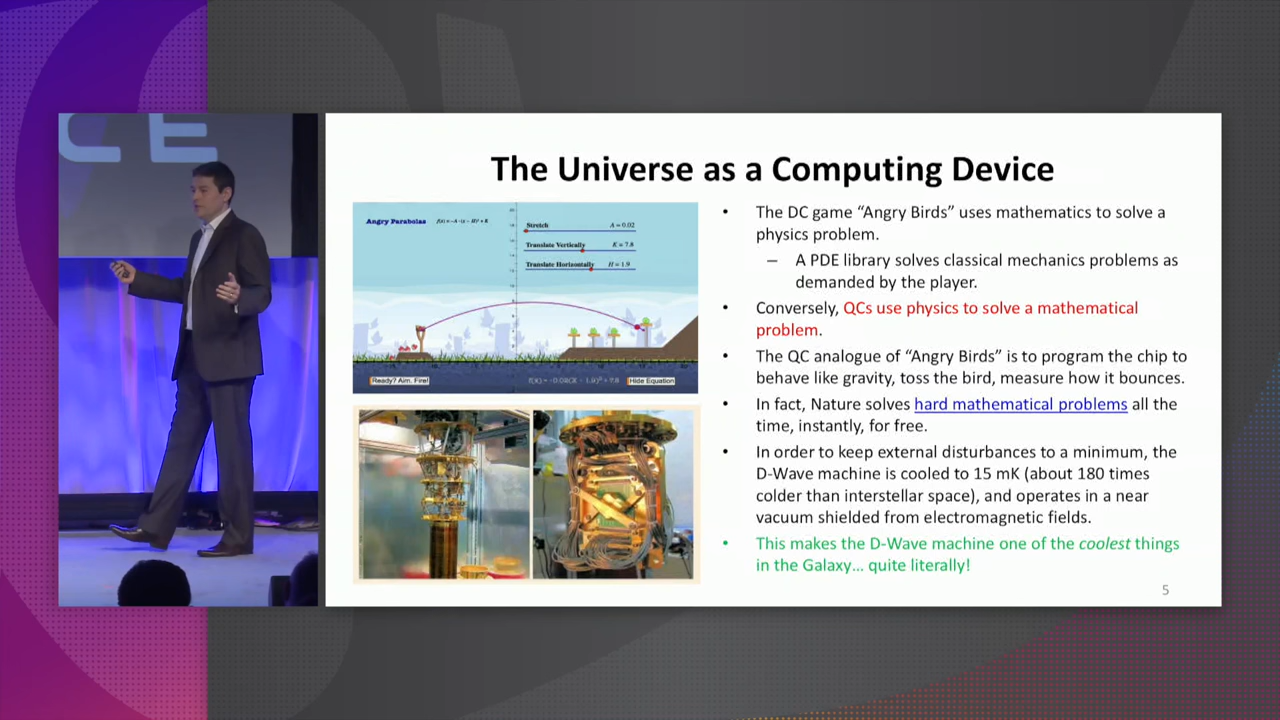 CE
The Universe as a Computing Device
Angry Parabolas
Stretch A = 0.02
Translate Vertically K = 7.8
Translate Horizontally H = 1.9
Ready? Aim. Fire!
Hide Equation
• The DC game “Angry Birds” uses mathematics to solve a
physics problem.
– A PDE library solves classical mechanics problems as
demanded by the player.
• Conversely, QCs use physics to solve a mathematical
problem.
• The QC analogue of “Angry Birds” is to program the chip to
behave like gravity, toss the bird, measure how it bounces.
• In fact, Nature solves hard mathematical problems all the
time, instantly, for free.
• In order to keep external disturbances to a minimum, the
D-Wave machine is cooled to 15 mK (about 180 times
colder than interstellar space), and operates in a near
vacuum shielded from electromagnetic fields.
• This makes the D-Wave machine one of the coolest things
in the Galaxy… quite literally!
5